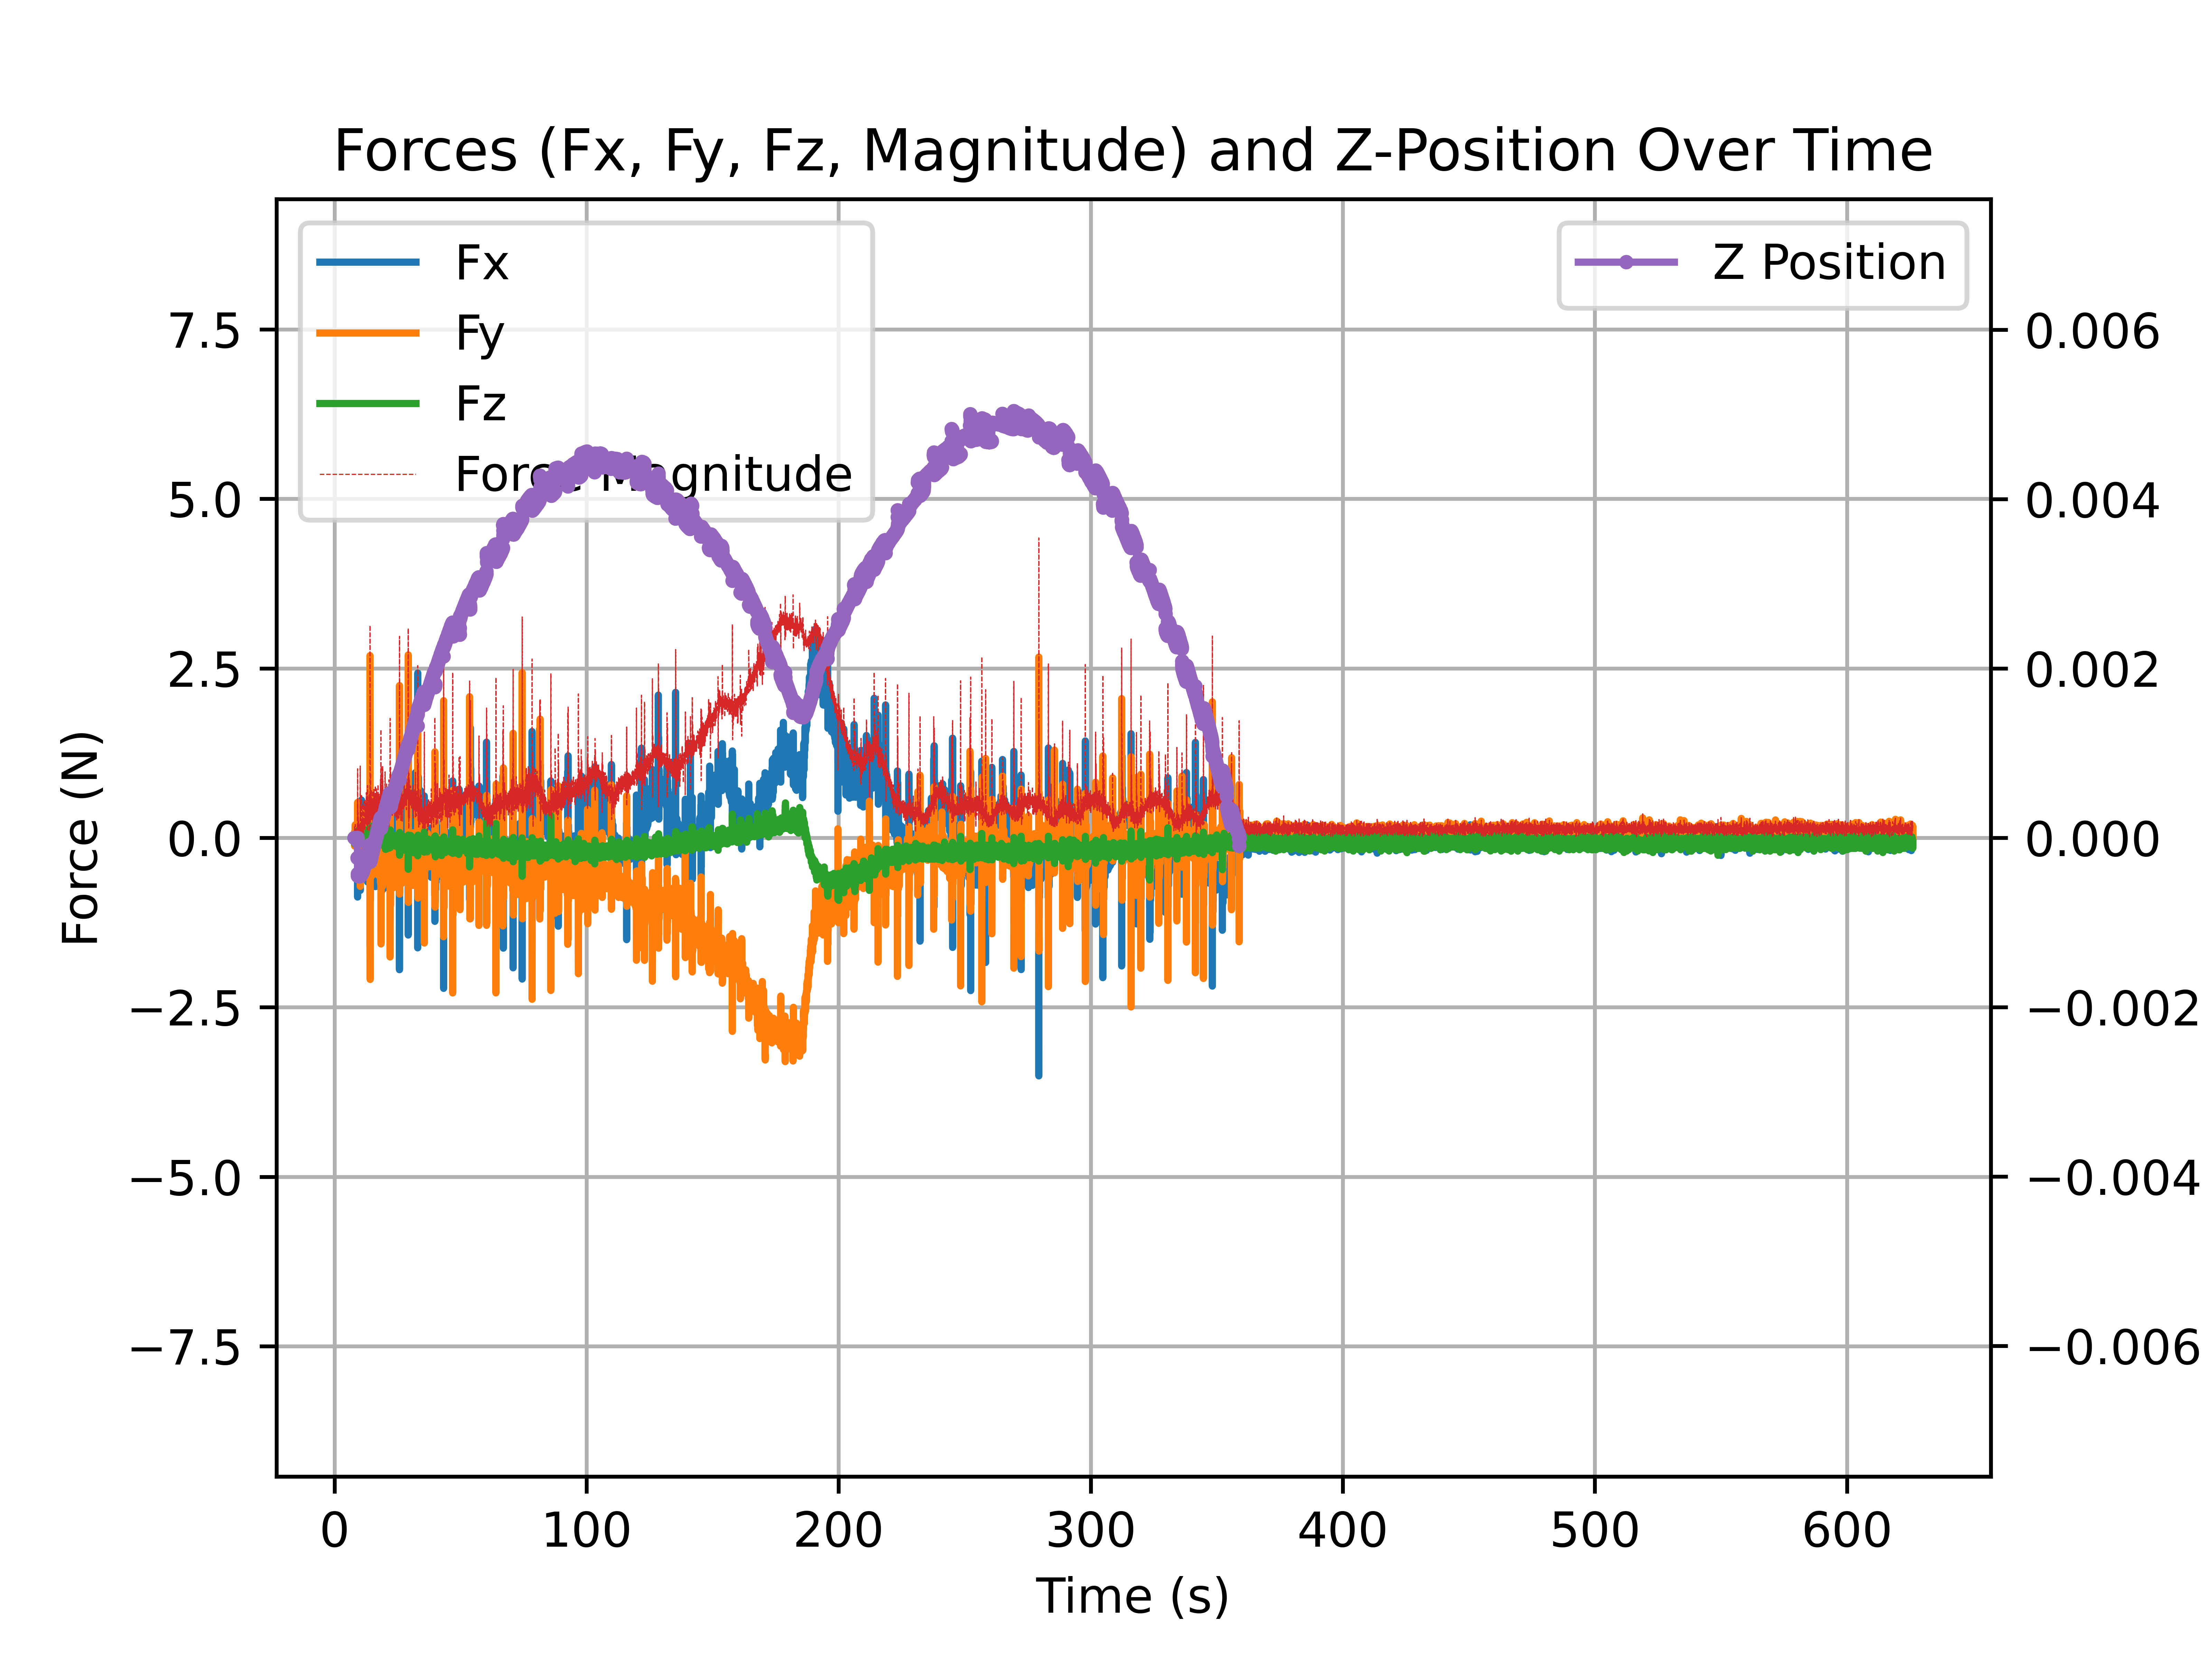 Forces (Fx, Fy, Fz, Magnitude) and Z-Position Over Time
Fx
Fy
Fz
Force Magnitude
Z Position
7.5
5.0
2.5
0.0
−2.5
−5.0
−7.5
Force (N)
0.006
0.004
0.002
0.000
−0.002
−0.004
−0.006
0 100 200 300 400 500 600
Time (s)